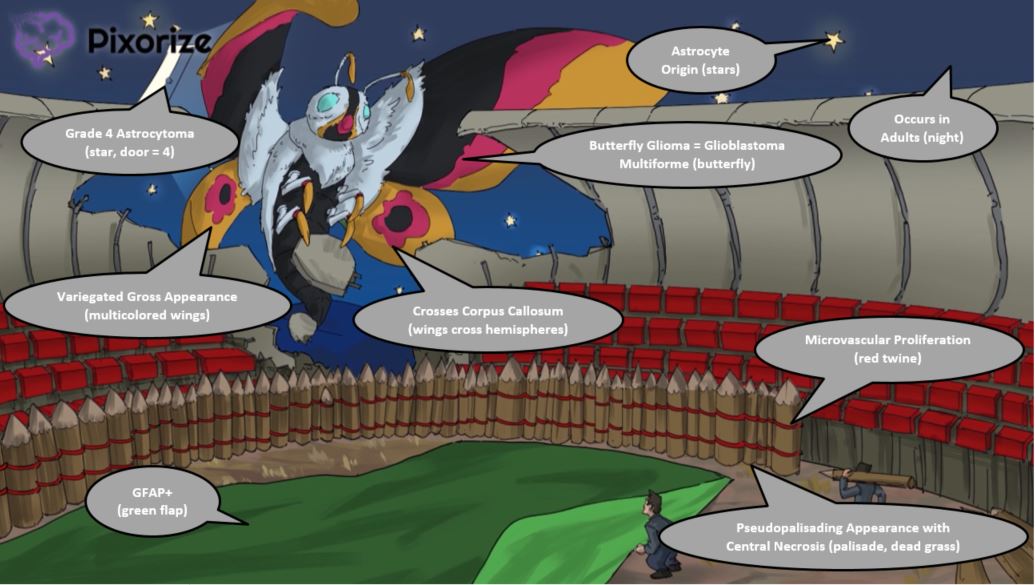 Pixorize
Astrocyte
Origin (stars)
Grade 4 Astrocytoma
(star, door = 4)
Occurs in
Adults (night)
Butterfly Glioma = Glioblastoma
Multiforme (butterfly)
Variegated Gross Appearance
(multicolored wings)
Crosses Corpus Callosum
(wings cross hemispheres)
Microvascular Proliferation
(red twine)
GFAP+
(green flap)
Pseudopalisading Appearance with
Central Necrosis (palisade, dead grass)